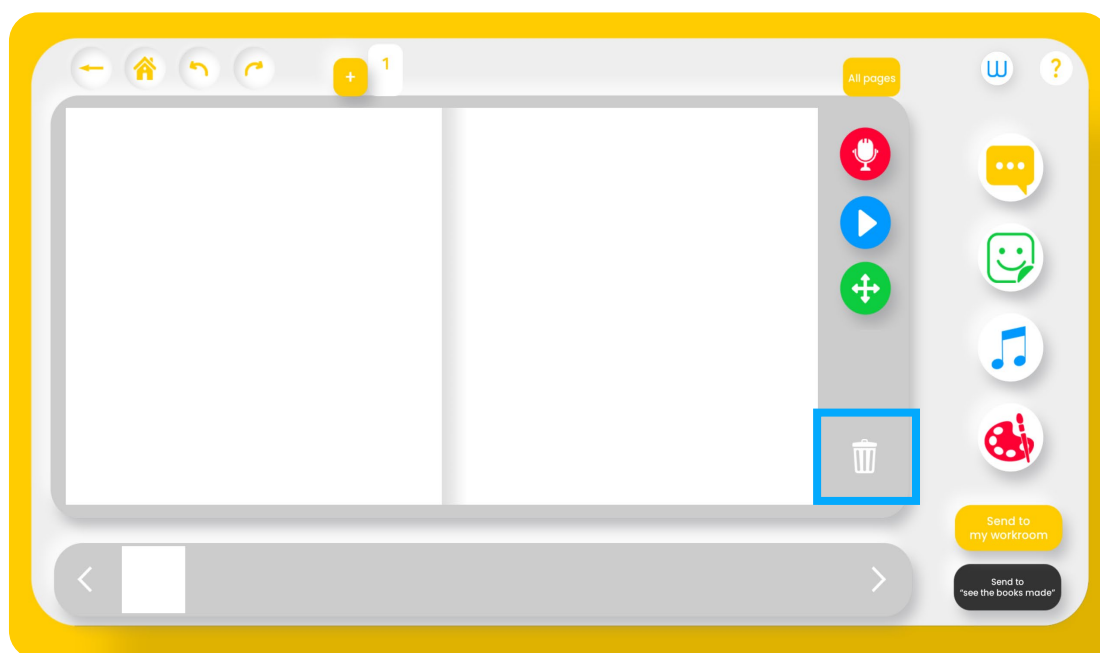 +
1
All pages
W
?
Send to
my workroom
Send to
"see the books made"